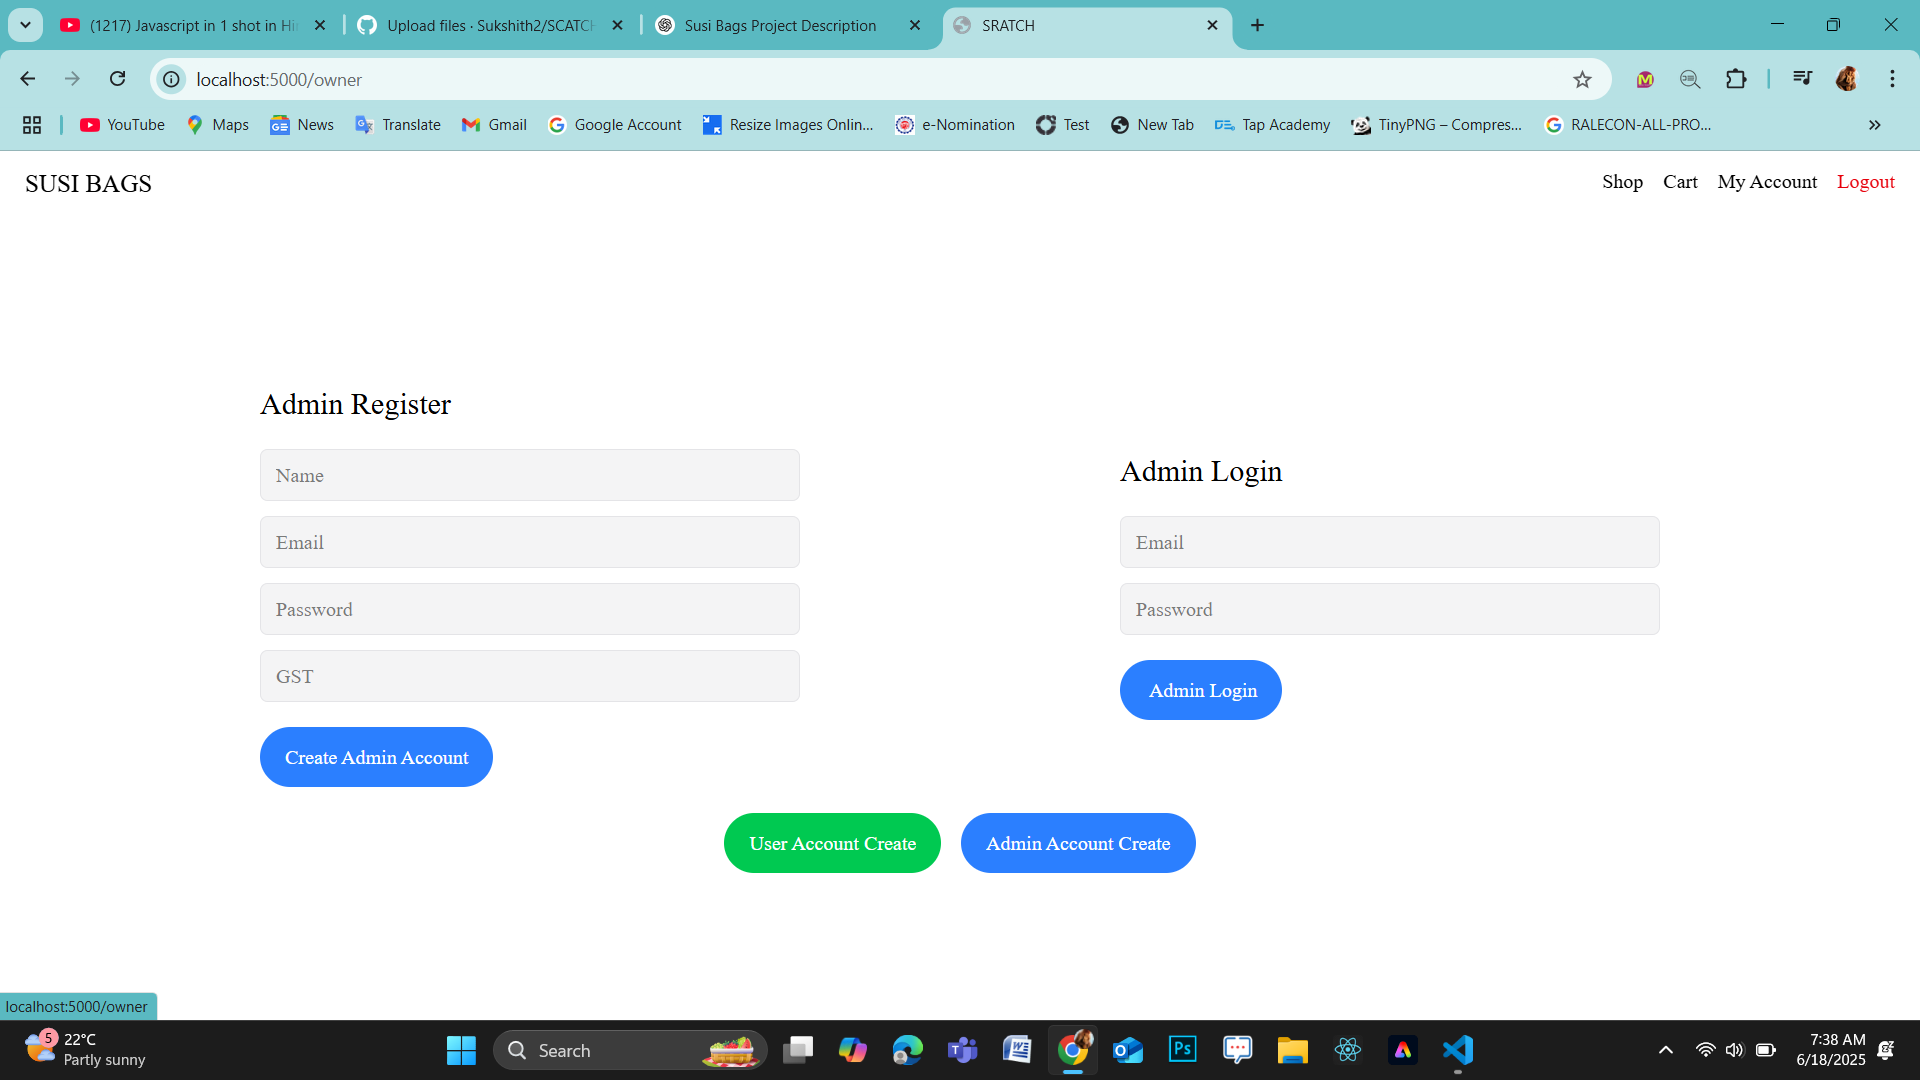 (1217) Javascript in 1 shot in Hi
Upload files · Sukshith2/SCATCH
Susi Bags Project Description
SRATCH
localhost:5000/owner
YouTube
Maps
News
Translate
Gmail
Google Account
Resize Images Onlin...
e-Nomination
Test
New Tab
Tap Academy
TinyPNG – Compres...
RALECON-ALL-PRO...
SUSI BAGS
Shop
Cart
My Account
Logout
Admin Register
Name
Email
Password
GST
Create Admin Account
Admin Login
Email
Password
Admin Login
User Account Create
Admin Account Create
localhost:5000/owner
5
22°C
Partly sunny
Search
Ps
7:38 AM
6/18/2025